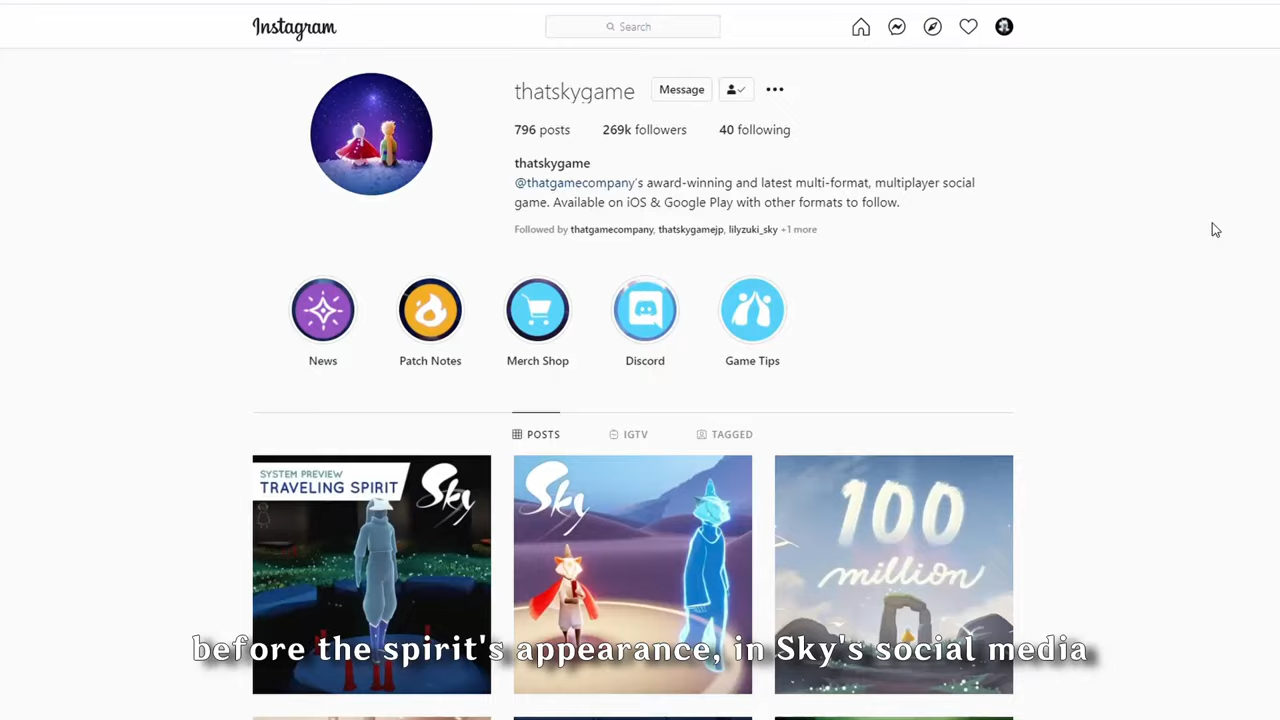 Instagram
Search
thatskygame
Message
796 posts 269k followers 40 following
thatskygame
@thatgamecompany's award-winning and latest multi-format, multiplayer social
game. Available on iOS & Google Play with other formats to follow.
Followed by thatgamecompany, thatskygamejp, lilyzuki_sky +1 more
News Patch Notes Merch Shop Discord Game Tips
POSTS IGTV TAGGED
SYSTEM PREVIEW
TRAVELING SPIRIT
Sky
Sky
100
million
before the spirit's appearance, in Sky's social media